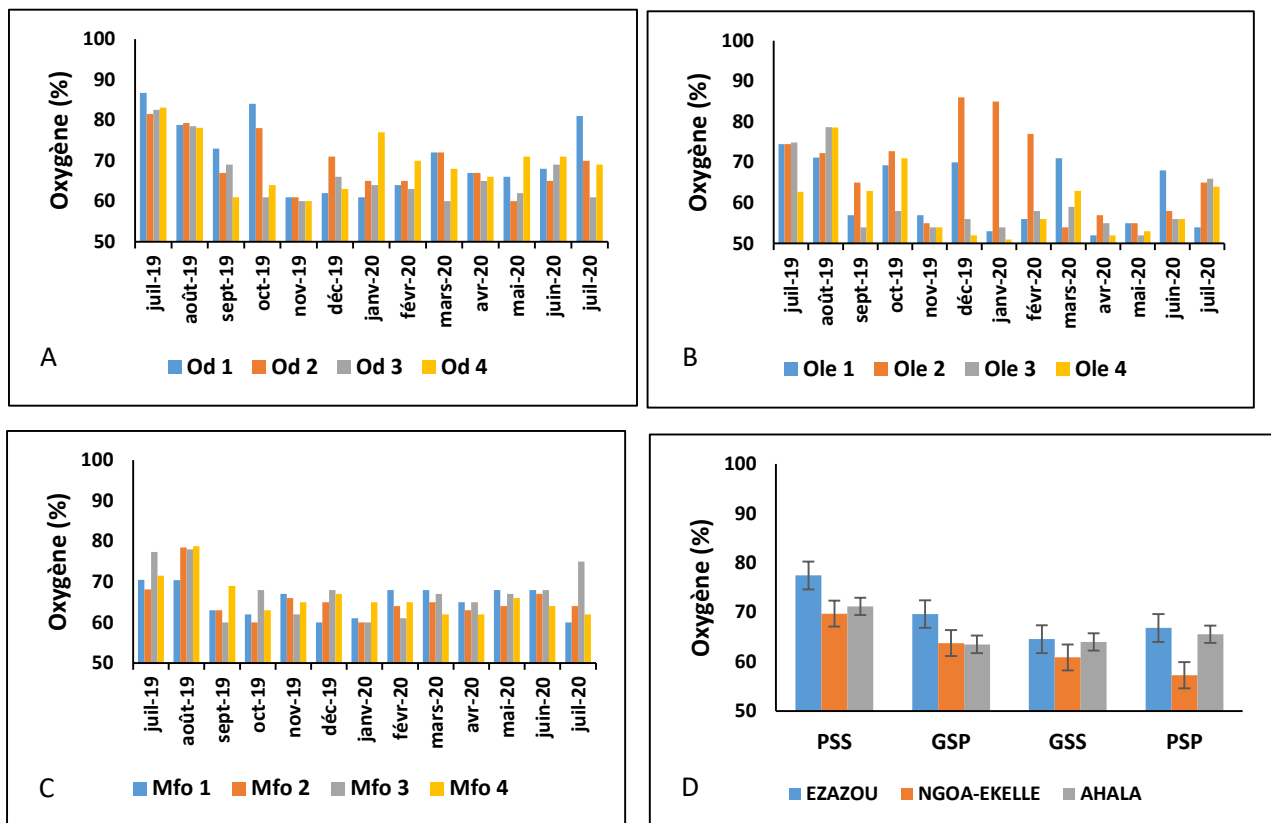 Oxygène (%)
100
90
80
70
60
50
juil-19 août-19 sept-19 oct-19 nov-19 déc-19 janv-20 févr-20 mars-20 avr-20 mai-20 juin-20 juil-20
A
Od 1 Od 2 Od 3 Od 4
Oxygène (%)
100
90
80
70
60
50
juil-19 août-19 sept-19 oct-19 nov-19 déc-19 janv-20 févr-20 mars-20 avr-20 mai-20 juin-20 juil-20
B
Ole 1 Ole 2 Ole 3 Ole 4
Oxygène (%)
100
90
80
70
60
50
juil-19 août-19 sept-19 oct-19 nov-19 déc-19 janv-20 févr-20 mars-20 avr-20 mai-20 juin-20 juil-20
C
Mfo 1 Mfo 2 Mfo 3 Mfo 4
Oxygène (%)
100
90
80
70
60
50
PSS GSP GSS PSP
D
EZAZOU NGOA-EKELLE AHALA